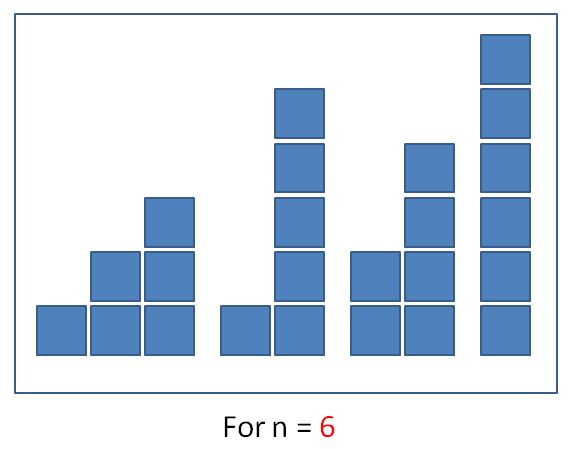 For n = 6